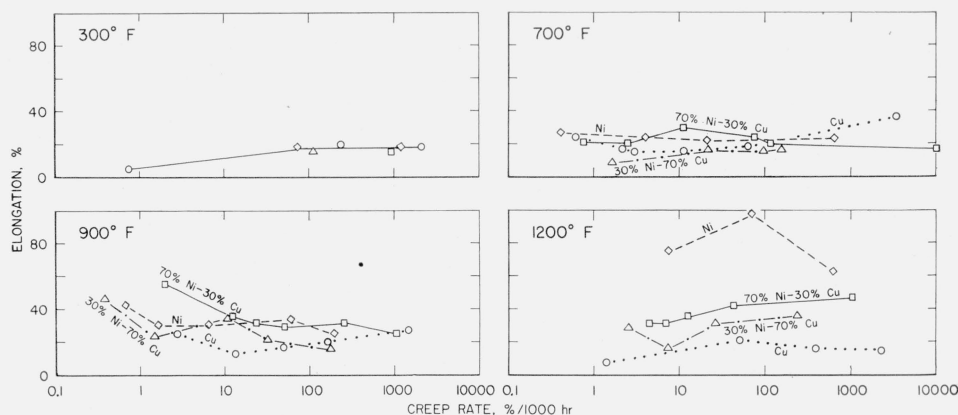 300° F
80
40
0
700° F
70% Ni-30% Cu
Ni
Cu
30% Ni-70% Cu
ELONGATION, %
900° F
80
40
0
70% Ni-30% Cu
30% Ni-70% Cu
Ni
Cu
0.1 1 10 100 1000 10000
1200° F
Ni
70% Ni-30% Cu
30% Ni-70% Cu
Cu
0.1 1 10 100 1000 10000
CREEP RATE, %/1000 hr